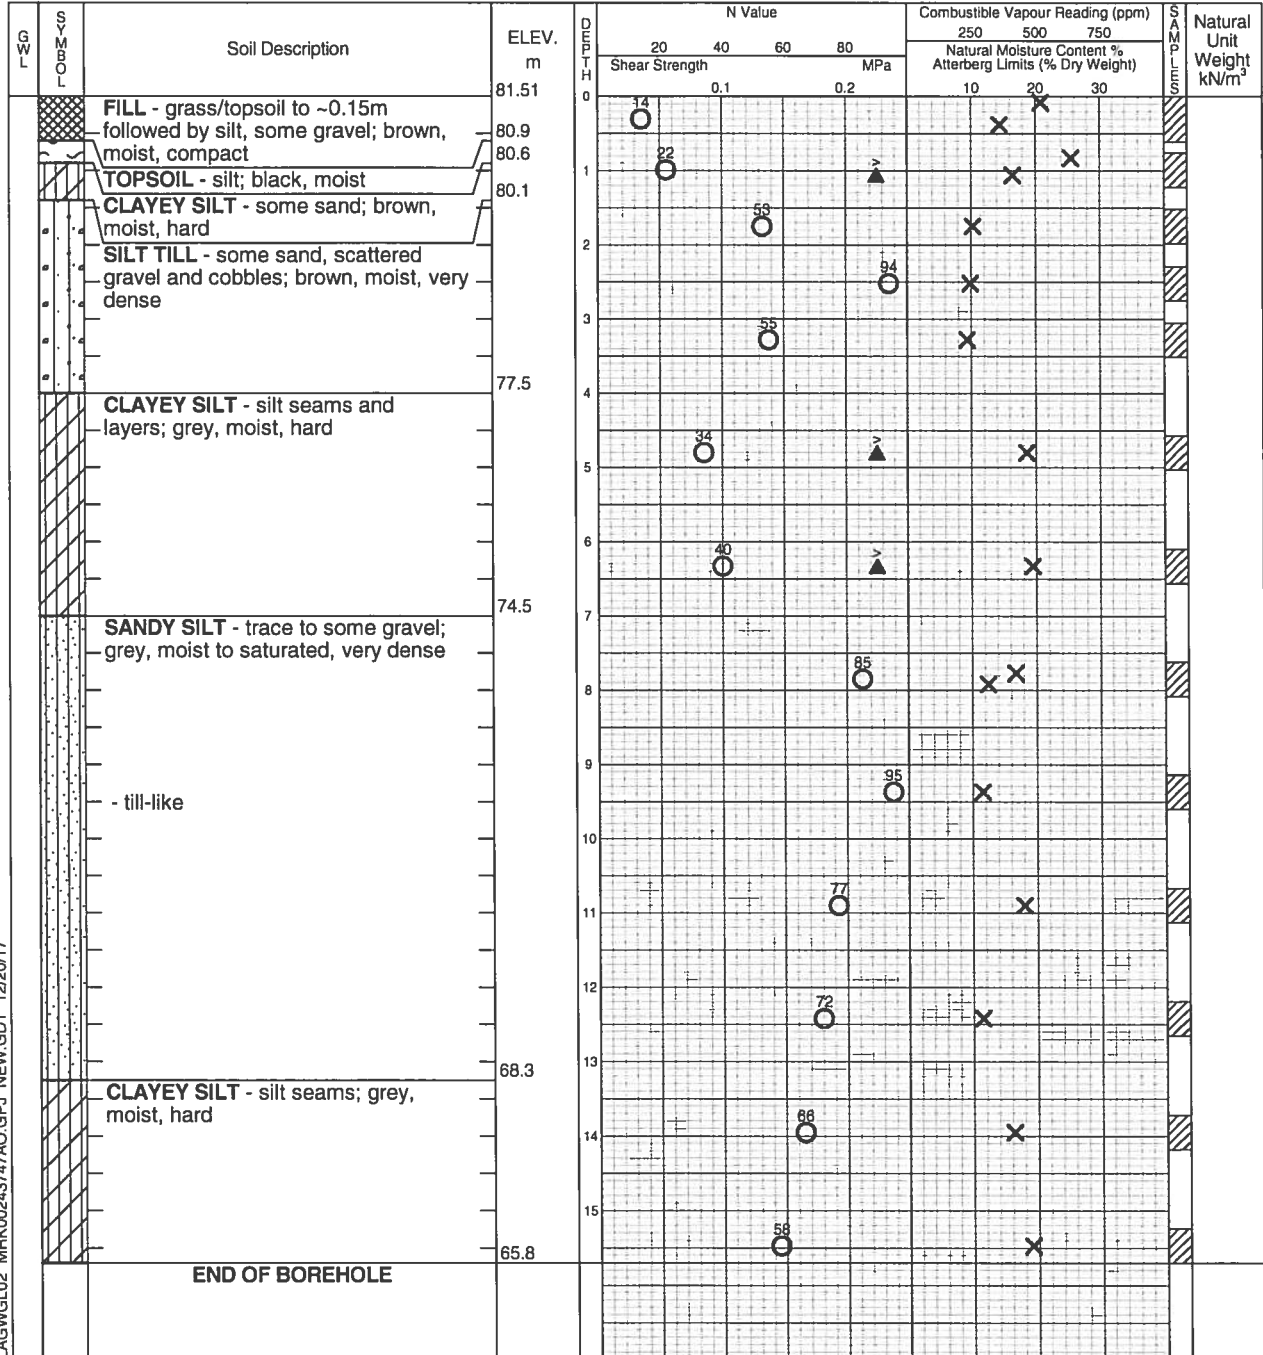 GWL
SYMBOL
Soil Description
ELEV.
m
81.51
DEPTH
N Value
20 40 60 80
Shear Strength MPa
0.1 0.2
Combustible Vapour Reading (ppm)
250 500 750
Natural Moisture Content %
Atterberg Limits (% Dry Weight)
10 20 30
SAMPLES
Natural
Unit
Weight
kN/m³
FILL - grass/topsoil to ~0.15m
followed by silt, some gravel; brown,
moist, compact
80.9
80.6
TOPSOIL - silt; black, moist
80.1
CLAYEY SILT - some sand; brown,
moist, hard
SILT TILL - some sand, scattered
gravel and cobbles; brown, moist, very
dense
77.5
CLAYEY SILT - silt seams and
layers; grey, moist, hard
74.5
SANDY SILT - trace to some gravel;
grey, moist to saturated, very dense
- till-like
68.3
CLAYEY SILT - silt seams; grey,
moist, hard
65.8
END OF BOREHOLE
0
14
22
1
53
2
94
3
55
4
34
5
6
40
7
85
8
9
95
10
77
11
12
72
13
66
14
15
58
NEW.GDT 12/20/17